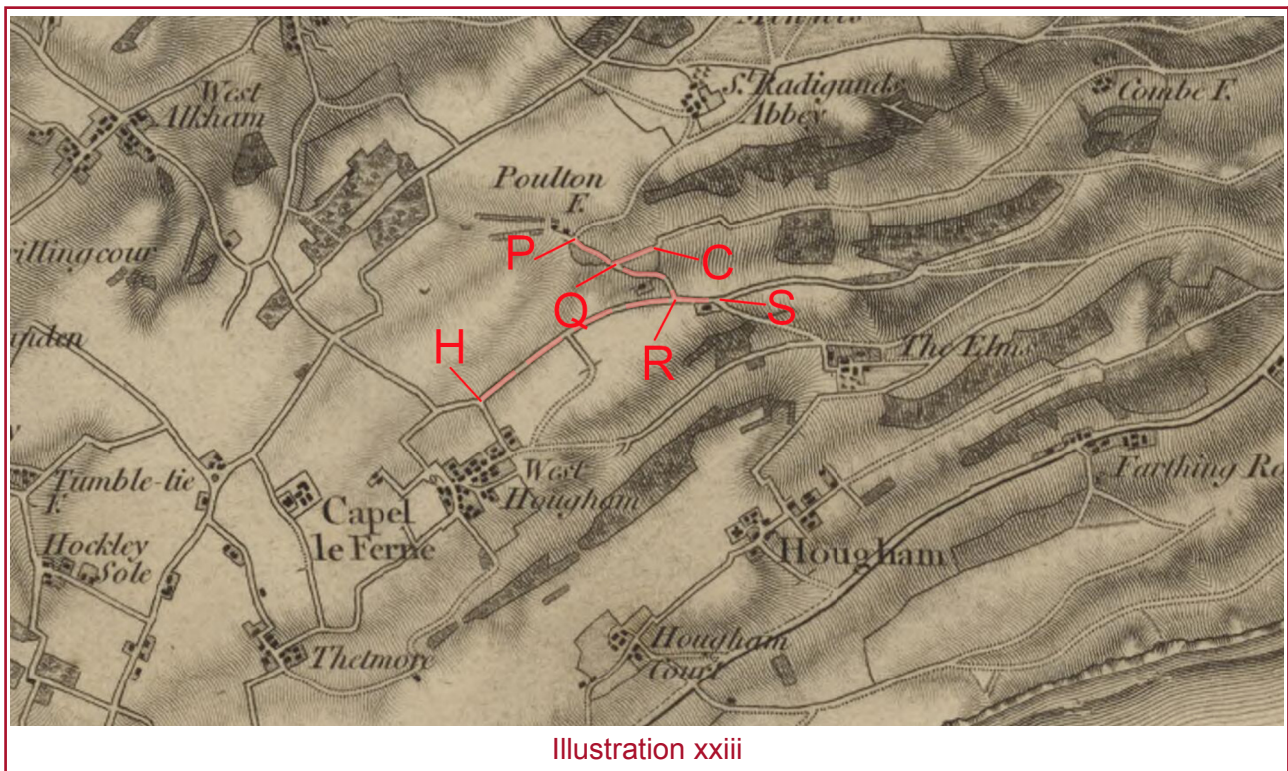 West
Alkham
St. Radigunds
Abbey
Combe F.
Poulton
F.
P
C
Q
S
H
R
The Elms
Tumble-tie
F.
Capel
le Ferne
West
Hougham
Farthing
Hockley
Sole
Hougham
Thetmore
Hougham
Court
Illustration xxiii